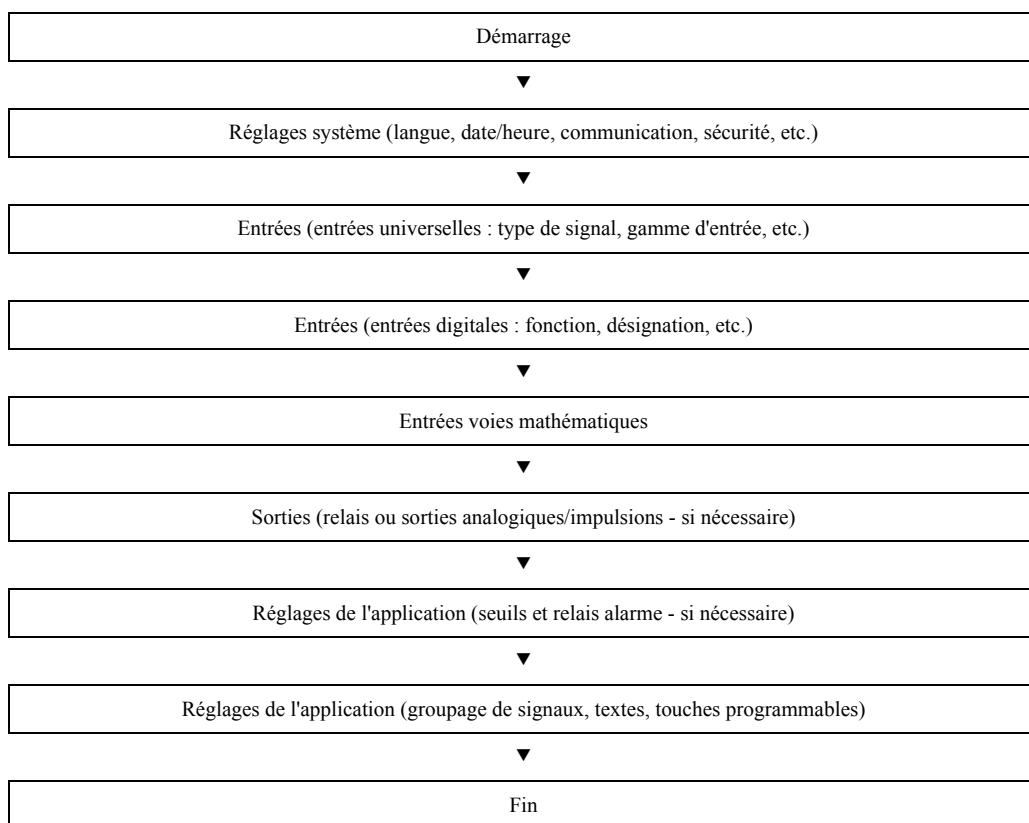 Démarrage
Réglages système (langue, date/heure, communication, sécurité, etc.)
Entrées (entrées universelles : type de signal, gamme d'entrée, etc.)
Entrées (entrées digitales : fonction, désignation, etc.)
Entrées voies mathématiques
Sorties (relais ou sorties analogiques/impulsions - si nécessaire)
Réglages de l'application (seuils et relais alarme - si nécessaire)
Réglages de l'application (groupage de signaux, textes, touches programmables)
Fin